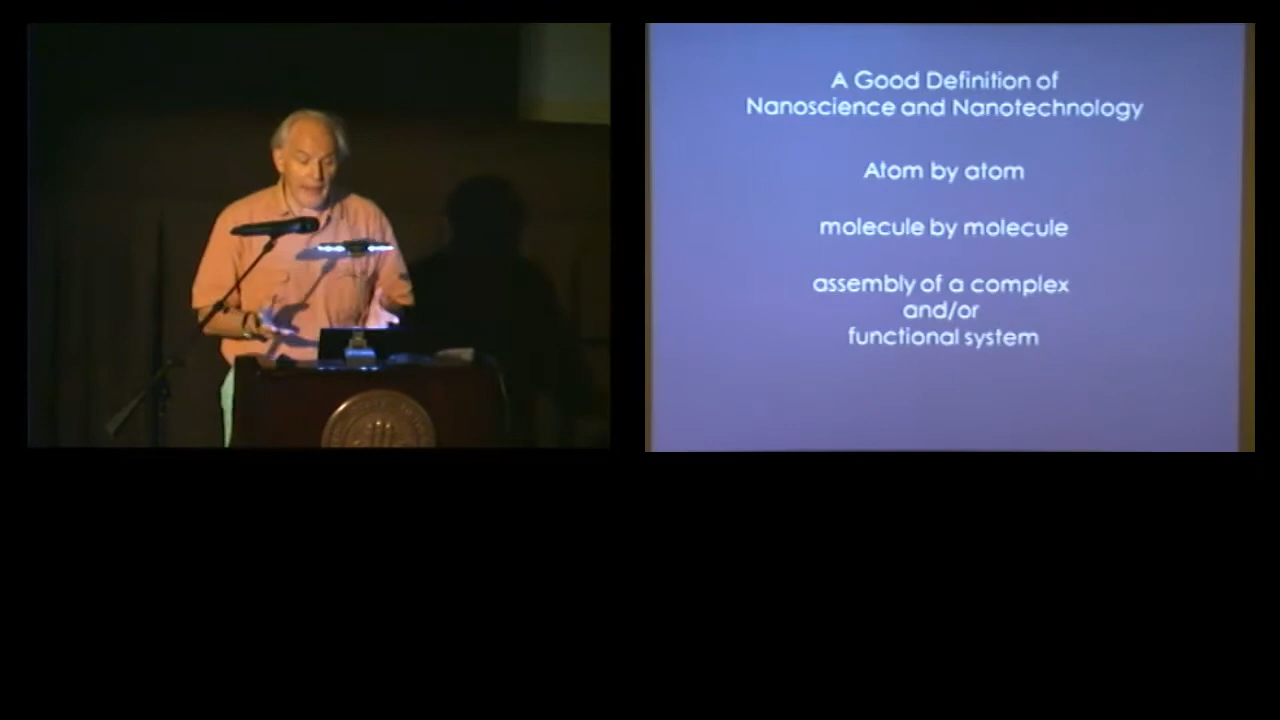 A Good Definition of
Nanoscience and Nanotechnology
Atom by atom
molecule by molecule
assembly of a complex
and/or
functional system